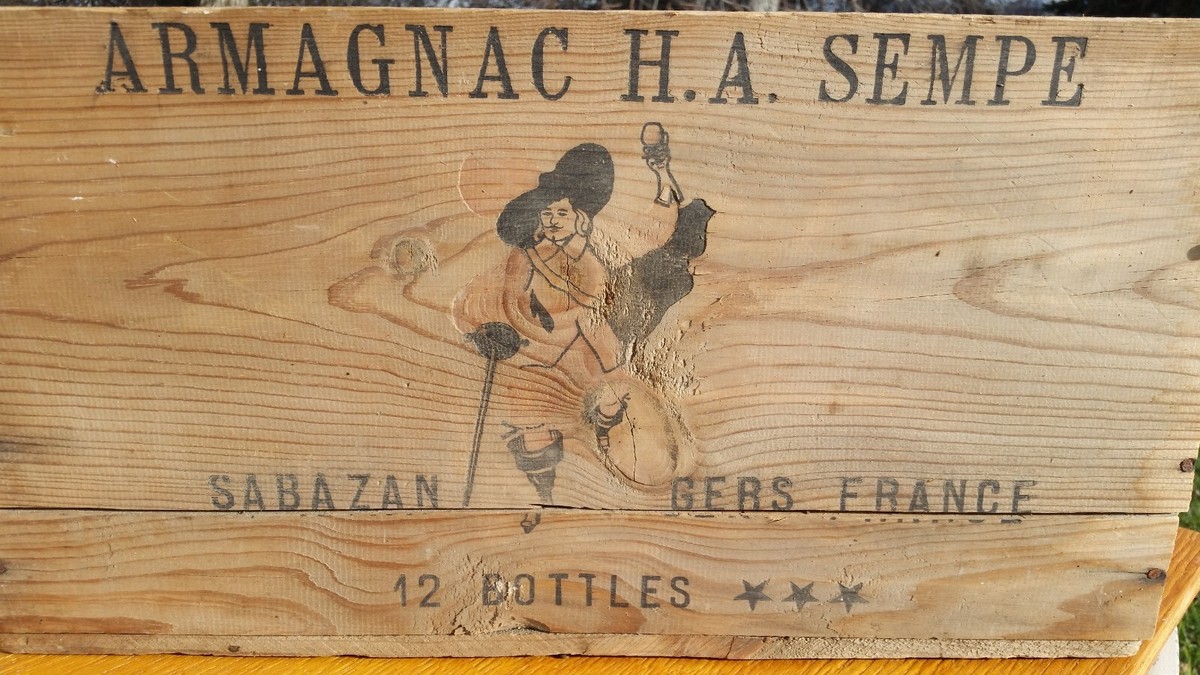 ARMAGNAC H.A. SEMPE
SABAZAN GERS FRANCE
12 BOTTLES ★★★